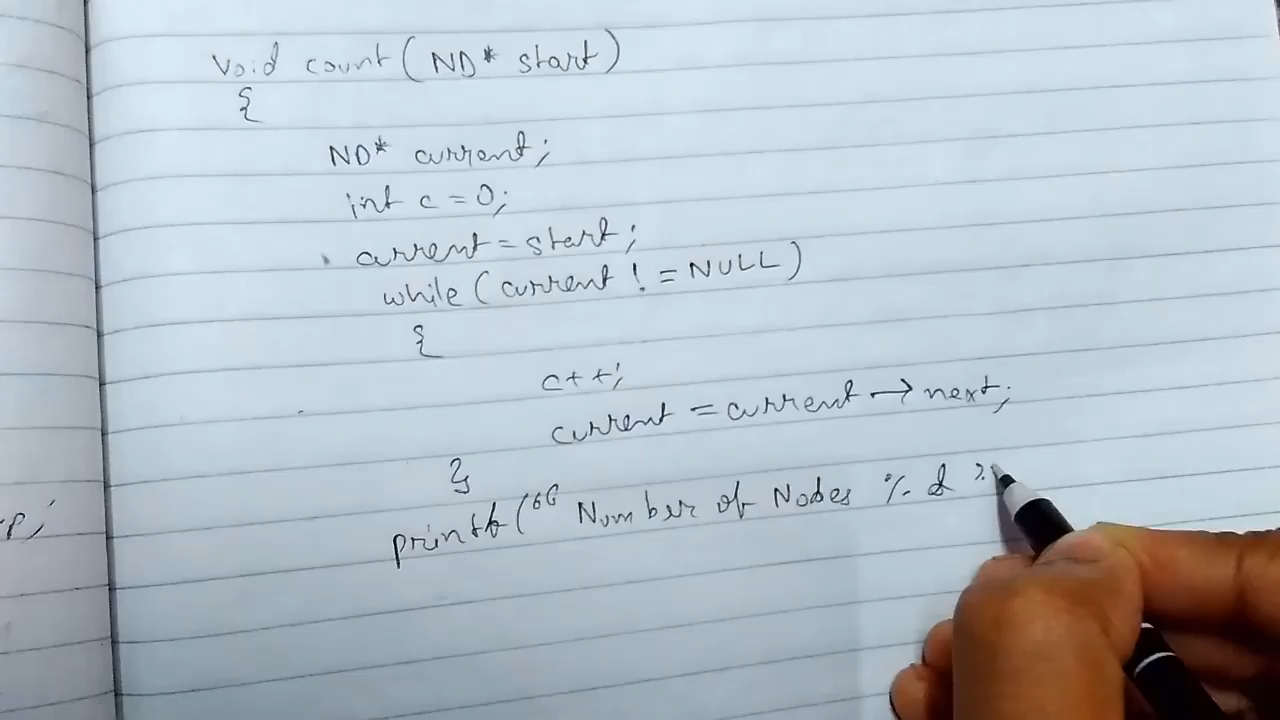 void count (ND* start)
{
ND* current;
int c = 0;
current = start;
while (current != NULL)
{
c++;
current = current → next;
}
printf (“ Number of Nodes %d ”
P;